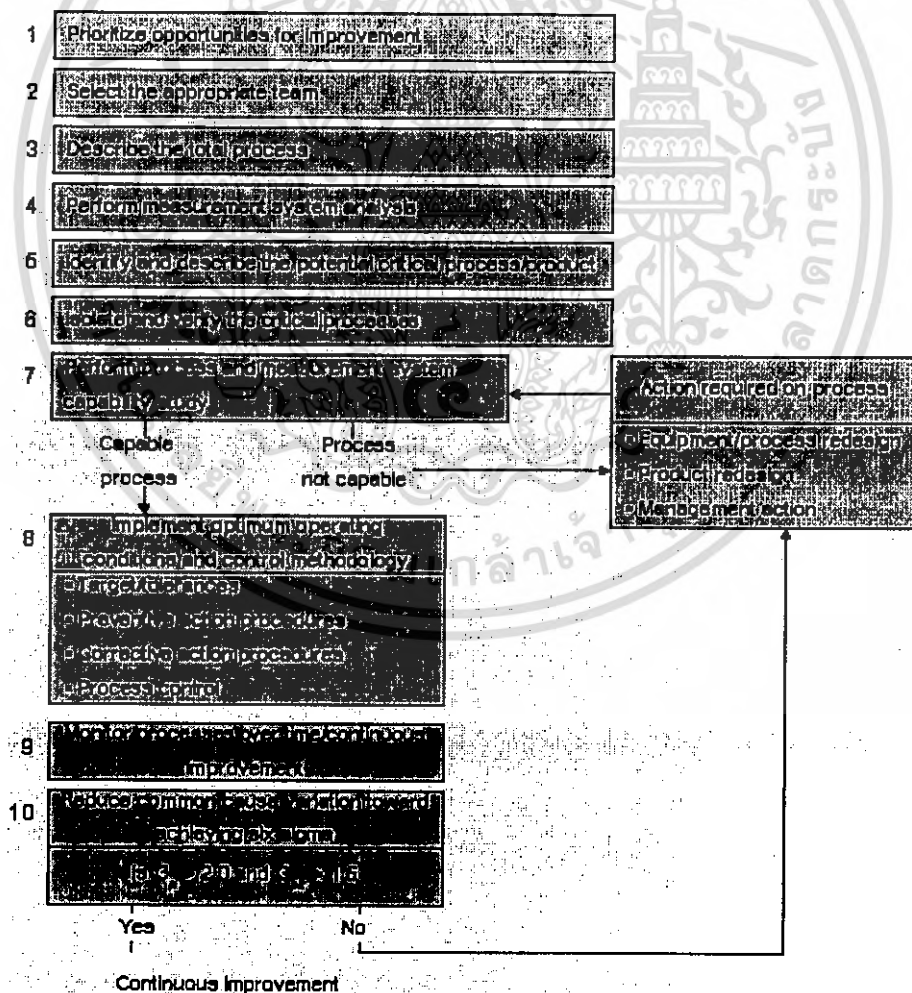 1 Prioritize opportunities for improvement
2 Select the appropriate team
3 Describe the total process
4 Perform measurement system analysis
5 Identify and describe the potential critical process/product
6 Isolate and verify the critical processes
7 Perform process and measurement system
capability study
Capable
process
Process
not capable
Action required on process
Equipment/process redesign
Product redesign
Management action
8 Implement optimum operating
conditions and control methodology
Target/tolerances
Preventive action procedures
Corrective action procedures
Process control
9 Monitor processes over time/continuous
improvement
10 Reduce common cause variation toward
achieving six sigma
Yes
No
Continuous Improvement